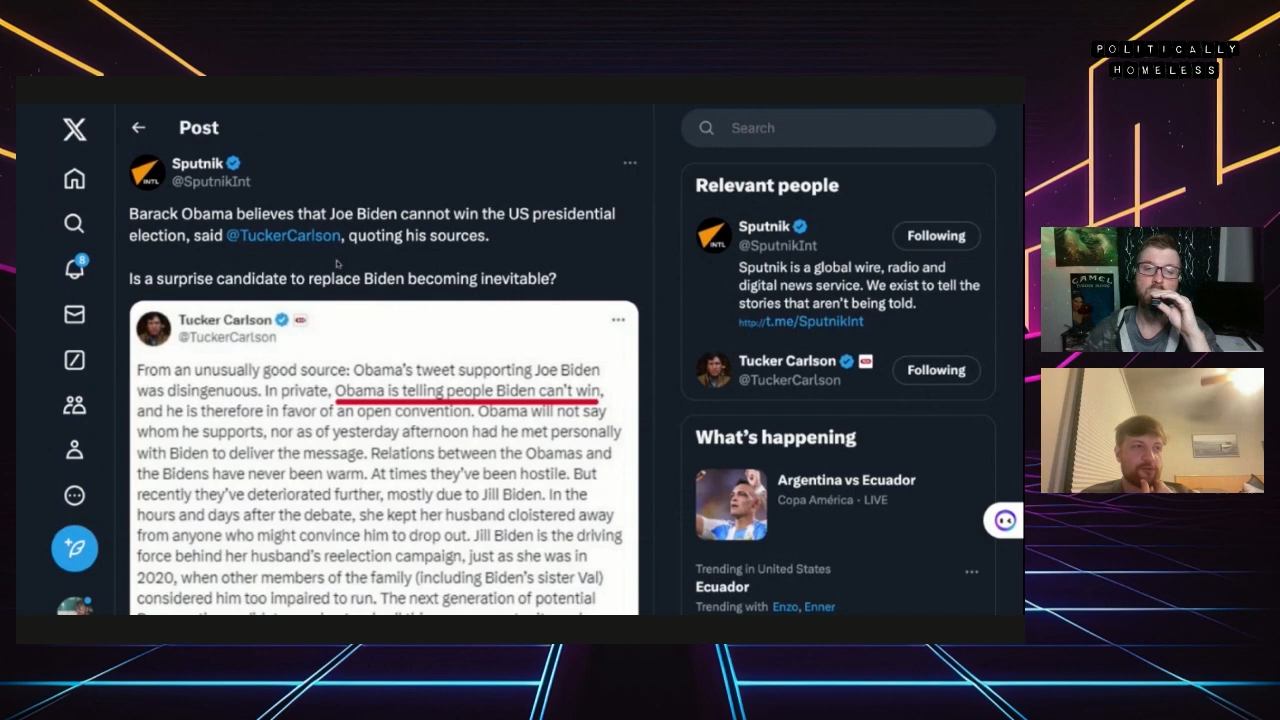 POLITICALLY
HOMELESS
Post
Search
Sputnik
@SputnikInt
Barack Obama believes that Joe Biden cannot win the US presidential
election, said @TuckerCarlson, quoting his sources.
Is a surprise candidate to replace Biden becoming inevitable?
Tucker Carlson
@TuckerCarlson
From an unusually good source: Obama's tweet supporting Joe Biden
was disingenuous. In private, Obama is telling people Biden can't win,
and he is therefore in favor of an open convention. Obama will not say
whom he supports, nor as of yesterday afternoon had he met personally
with Biden to deliver the message. Relations between the Obamas and
the Bidens have never been warm. At times they've been hostile. But
recently they've deteriorated further, mostly due to Jill Biden. In the
hours and days after the debate, she kept her husband cloistered away
from anyone who might convince him to drop out. Jill Biden is the driving
force behind her husband's reelection campaign, just as she was in
2020, when other members of the family (including Biden's sister Val)
considered him too impaired to run. The next generation of potential
8
INTL
Relevant people
INTL
Sputnik
@SputnikInt
Following
Sputnik is a global wire, radio and
digital news service. We exist to tell the
stories that aren't being told.
http://t.me/SputnikInt
Tucker Carlson
@TuckerCarlson
Following
What's happening
Argentina vs Ecuador
Copa América · LIVE
Trending in United States
Ecuador
Trending with Enzo, Enner
CAMEL